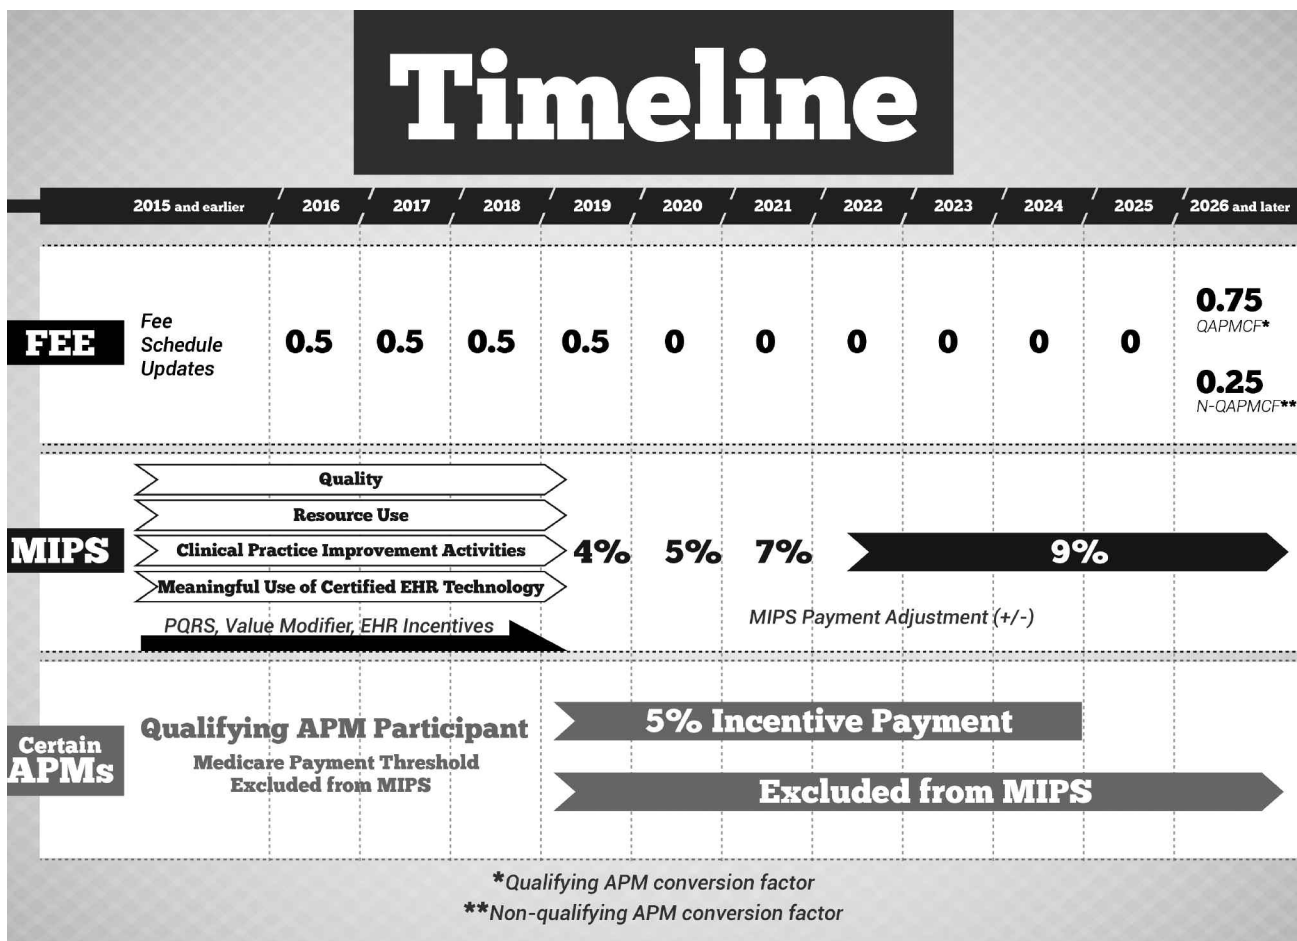 Timeline
2015 and earlier 2016 2017 2018 2019 2020 2021 2022 2023 2024 2025 2026 and later
FEE
Fee
Schedule
Updates
0.5 0.5 0.5 0.5 0 0 0 0 0 0
0.75
QAPMCF*
0.25
N-QAPMCF**
MIPS
Quality
Resource Use
Clinical Practice Improvement Activities
Meaningful Use of Certified EHR Technology
PQRS, Value Modifier, EHR Incentives
4% 5% 7% 9%
MIPS Payment Adjustment (+/-)
Certain
APMs
Qualifying APM Participant
Medicare Payment Threshold
Excluded from MIPS
5% Incentive Payment
Excluded from MIPS
*Qualifying APM conversion factor
**Non-qualifying APM conversion factor